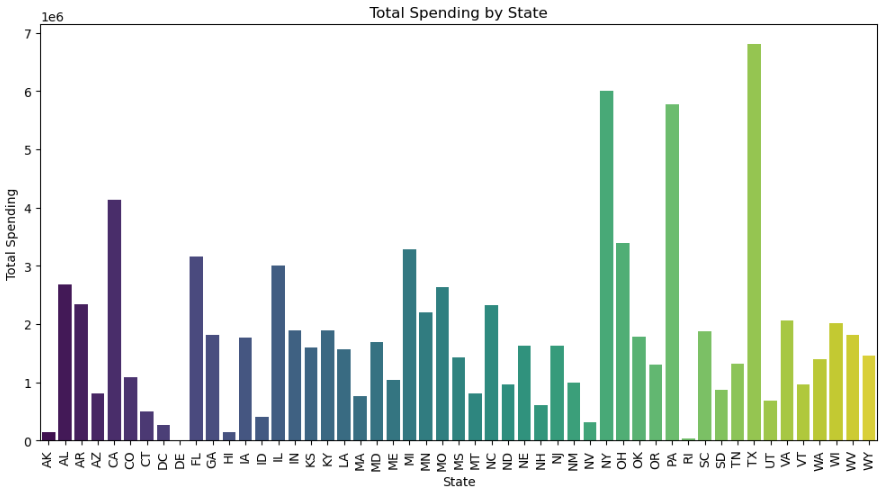 Total Spending by State
1e6
7
6
5
4
3
2
1
0
Total Spending
AK AL AR AZ CA CO CT DC DE FL GA HI IA ID IL IN KS KY LA MA MD ME MI MN MO MS MT NC ND NE NH NJ NM NV NY OH OK OR PA RI SC SD TN TX UT VA VT WA WI WV WY
State